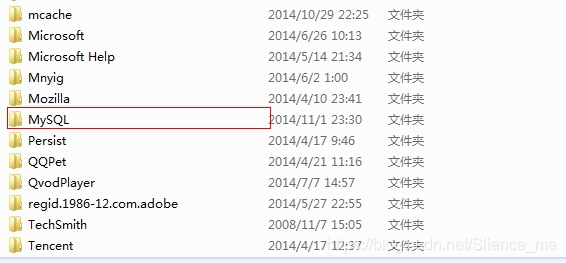 mcache 2014/10/29 22:25 文件夹
Microsoft 2014/6/26 10:13 文件夹
Microsoft Help 2014/5/14 21:34 文件夹
Mnyig 2014/6/2 1:00 文件夹
Mozilla 2014/4/10 23:41 文件夹
MySQL 2014/11/1 23:30 文件夹
Persist 2014/4/17 9:46 文件夹
QQPet 2014/4/21 11:16 文件夹
QvodPlayer 2014/7/7 14:57 文件夹
regid.1986-12.com.adobe 2014/5/27 22:55 文件夹
TechSmith 2008/11/7 15:05 文件夹
Tencent 2014/4/17 12:37 文件夹
https://blog.csdn.net/Slience_me